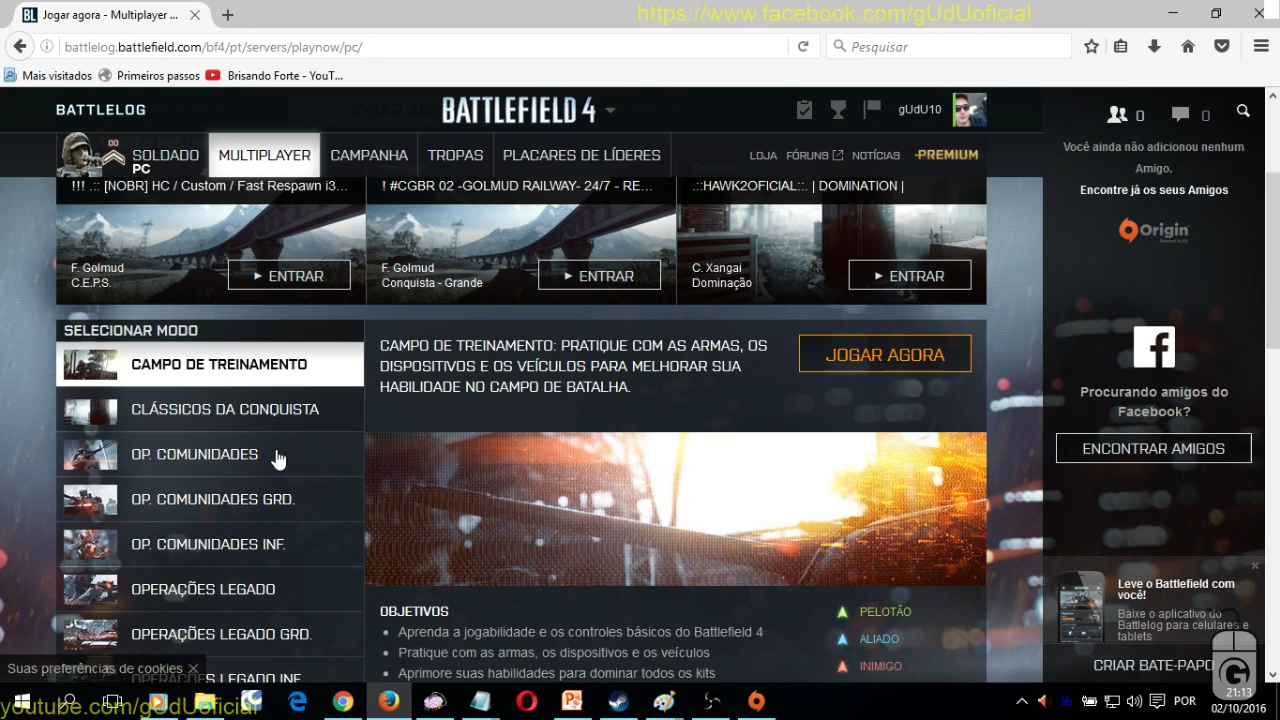 Jogar agora - Multiplayer ...
https://www.facebook.com/gUdUoficial
battlelog.battlefield.com/bf4/pt/servers/playnow/pc/
Pesquisar
Mais visitados
Primeiros passos
Brisando Forte - YouT...
BATTLELOG
BATTLEFIELD 4
gUdU10
0
0
SOLDADO
PC
MULTIPLAYER
CAMPANHA
TROPAS
PLACARES DE LÍDERES
LOJA
FÓRUNS
NOTÍCIAS
PREMIUM
Você ainda não adicionou nenhum
Amigo.
Encontre já os seus Amigos
Origin
!!! .:: [NOBR] HC / Custom / Fast Respawn i3...
! #CGBR 02 -GOLMUD RAILWAY- 24/7 - RE...
.::HAWK2OFICIAL::. | DOMINATION |
F. Golmud
C.E.P.S.
ENTRAR
F. Golmud
Conquista - Grande
ENTRAR
C. Xangai
Dominação
ENTRAR
SELECIONAR MODO
CAMPO DE TREINAMENTO
CLÁSSICOS DA CONQUISTA
OP. COMUNIDADES
OP. COMUNIDADES GRD.
OP. COMUNIDADES INF.
OPERAÇÕES LEGADO
OPERAÇÕES LEGADO GRD.
OPERAÇÕES LEGADO INF.
CAMPO DE TREINAMENTO: PRATIQUE COM AS ARMAS, OS
DISPOSITIVOS E OS VEÍCULOS PARA MELHORAR SUA
HABILIDADE NO CAMPO DE BATALHA.
JOGAR AGORA
OBJETIVOS
Aprenda a jogabilidade e os controles básicos do Battlefield 4
Pratique com as armas, os dispositivos e os veículos
Aprimore suas habilidades para dominar todos os kits
PELOTÃO
ALIADO
INIMIGO
Procurando amigos do
Facebook?
ENCONTRAR AMIGOS
Leve o Battlefield com
você!
Baixe o aplicativo do
Battlelog para celulares e
tablets
CRIAR BATE-PAPO
Suas preferências de cookies
youtube.com/gUdUoficial
POR
21:13
02/10/2016